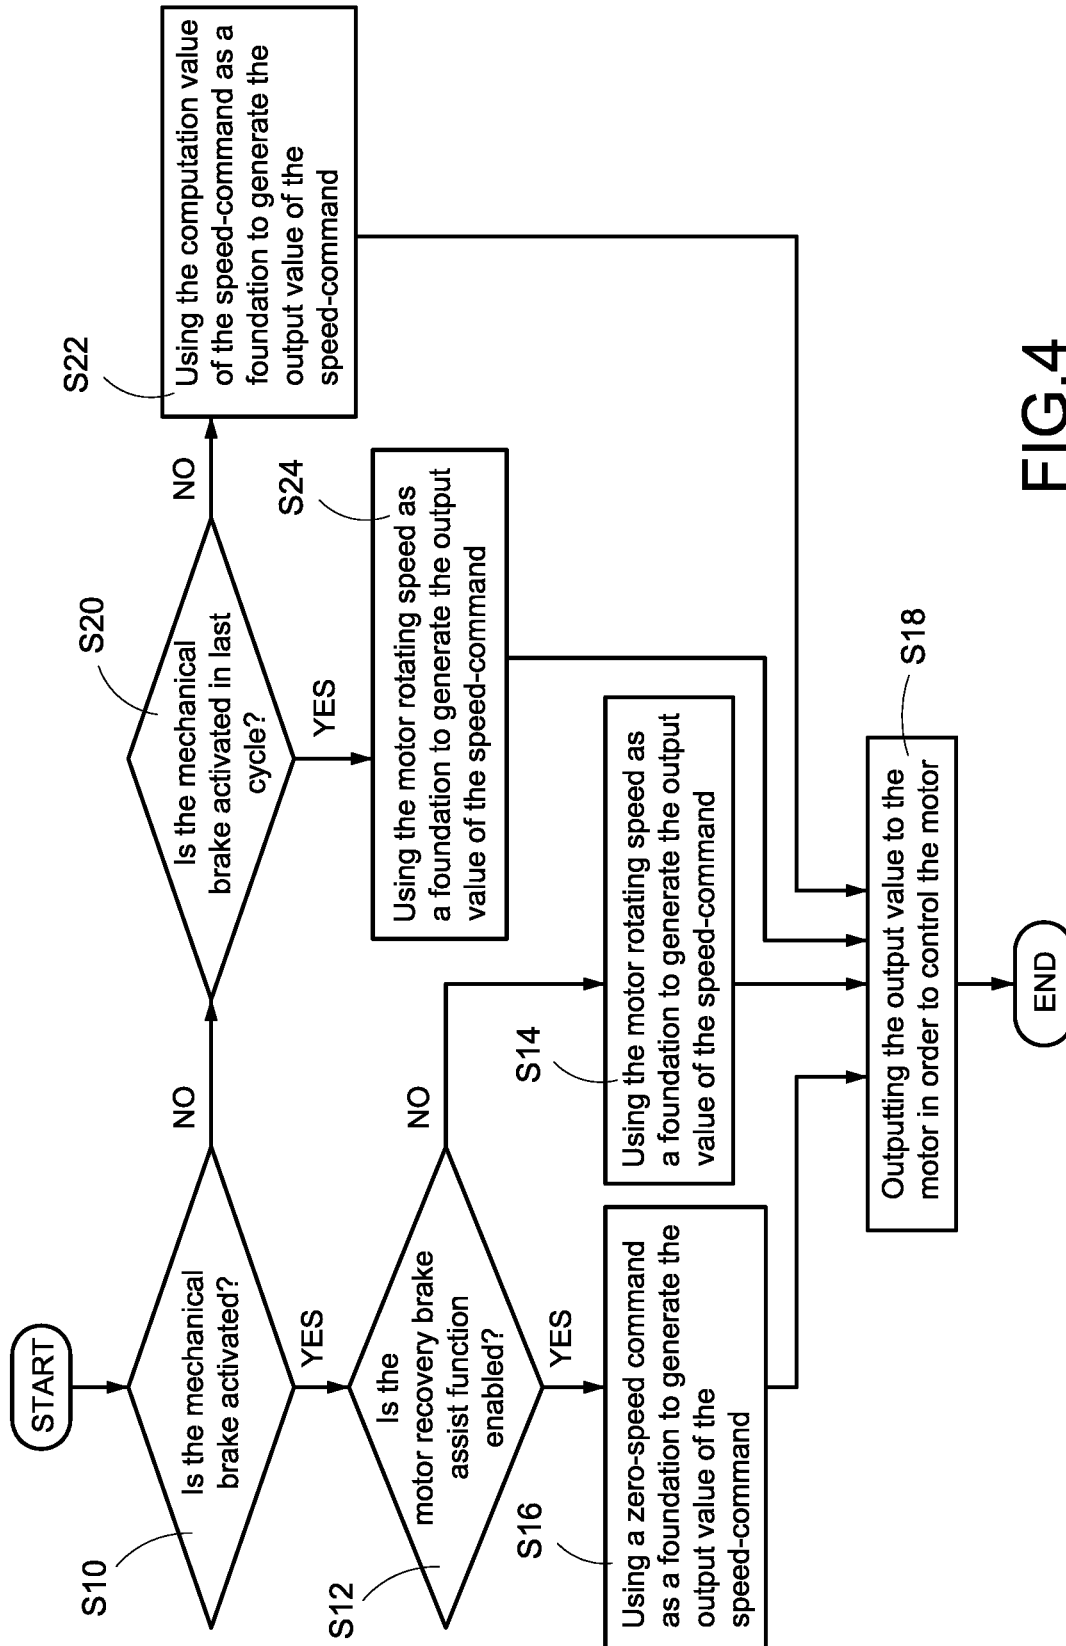 START
S10
Is the mechanical
brake activated?
NO
YES
S20
Is the mechanical
brake activated in last
cycle?
NO
YES
S22
Using the computation value
of the speed-command as a
foundation to generate the
output value of the
speed-command
S24
Using the motor rotating speed as
a foundation to generate the output
value of the speed-command
S12
Is the
motor recovery brake
assist function
enabled?
NO
YES
S14
Using the motor rotating speed as
a foundation to generate the output
value of the speed-command
S16
Using a zero-speed command
as a foundation to generate the
output value of the
speed-command
S18
Outputting the output value to the
motor in order to control the motor
END
FIG.4